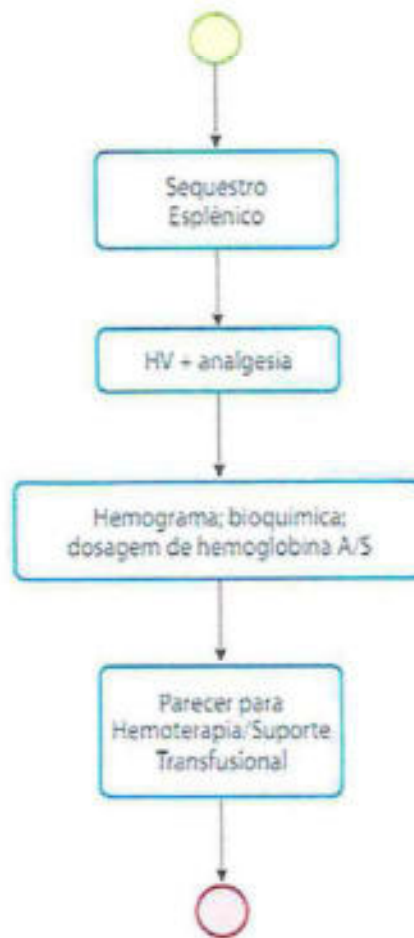 Sequestro
Esplênico
HV + analgesia
Hemograma; bioquímica;
dosagem de hemoglobina A/S
Parecer para
Hemoterapia/Suporte
Transfusional